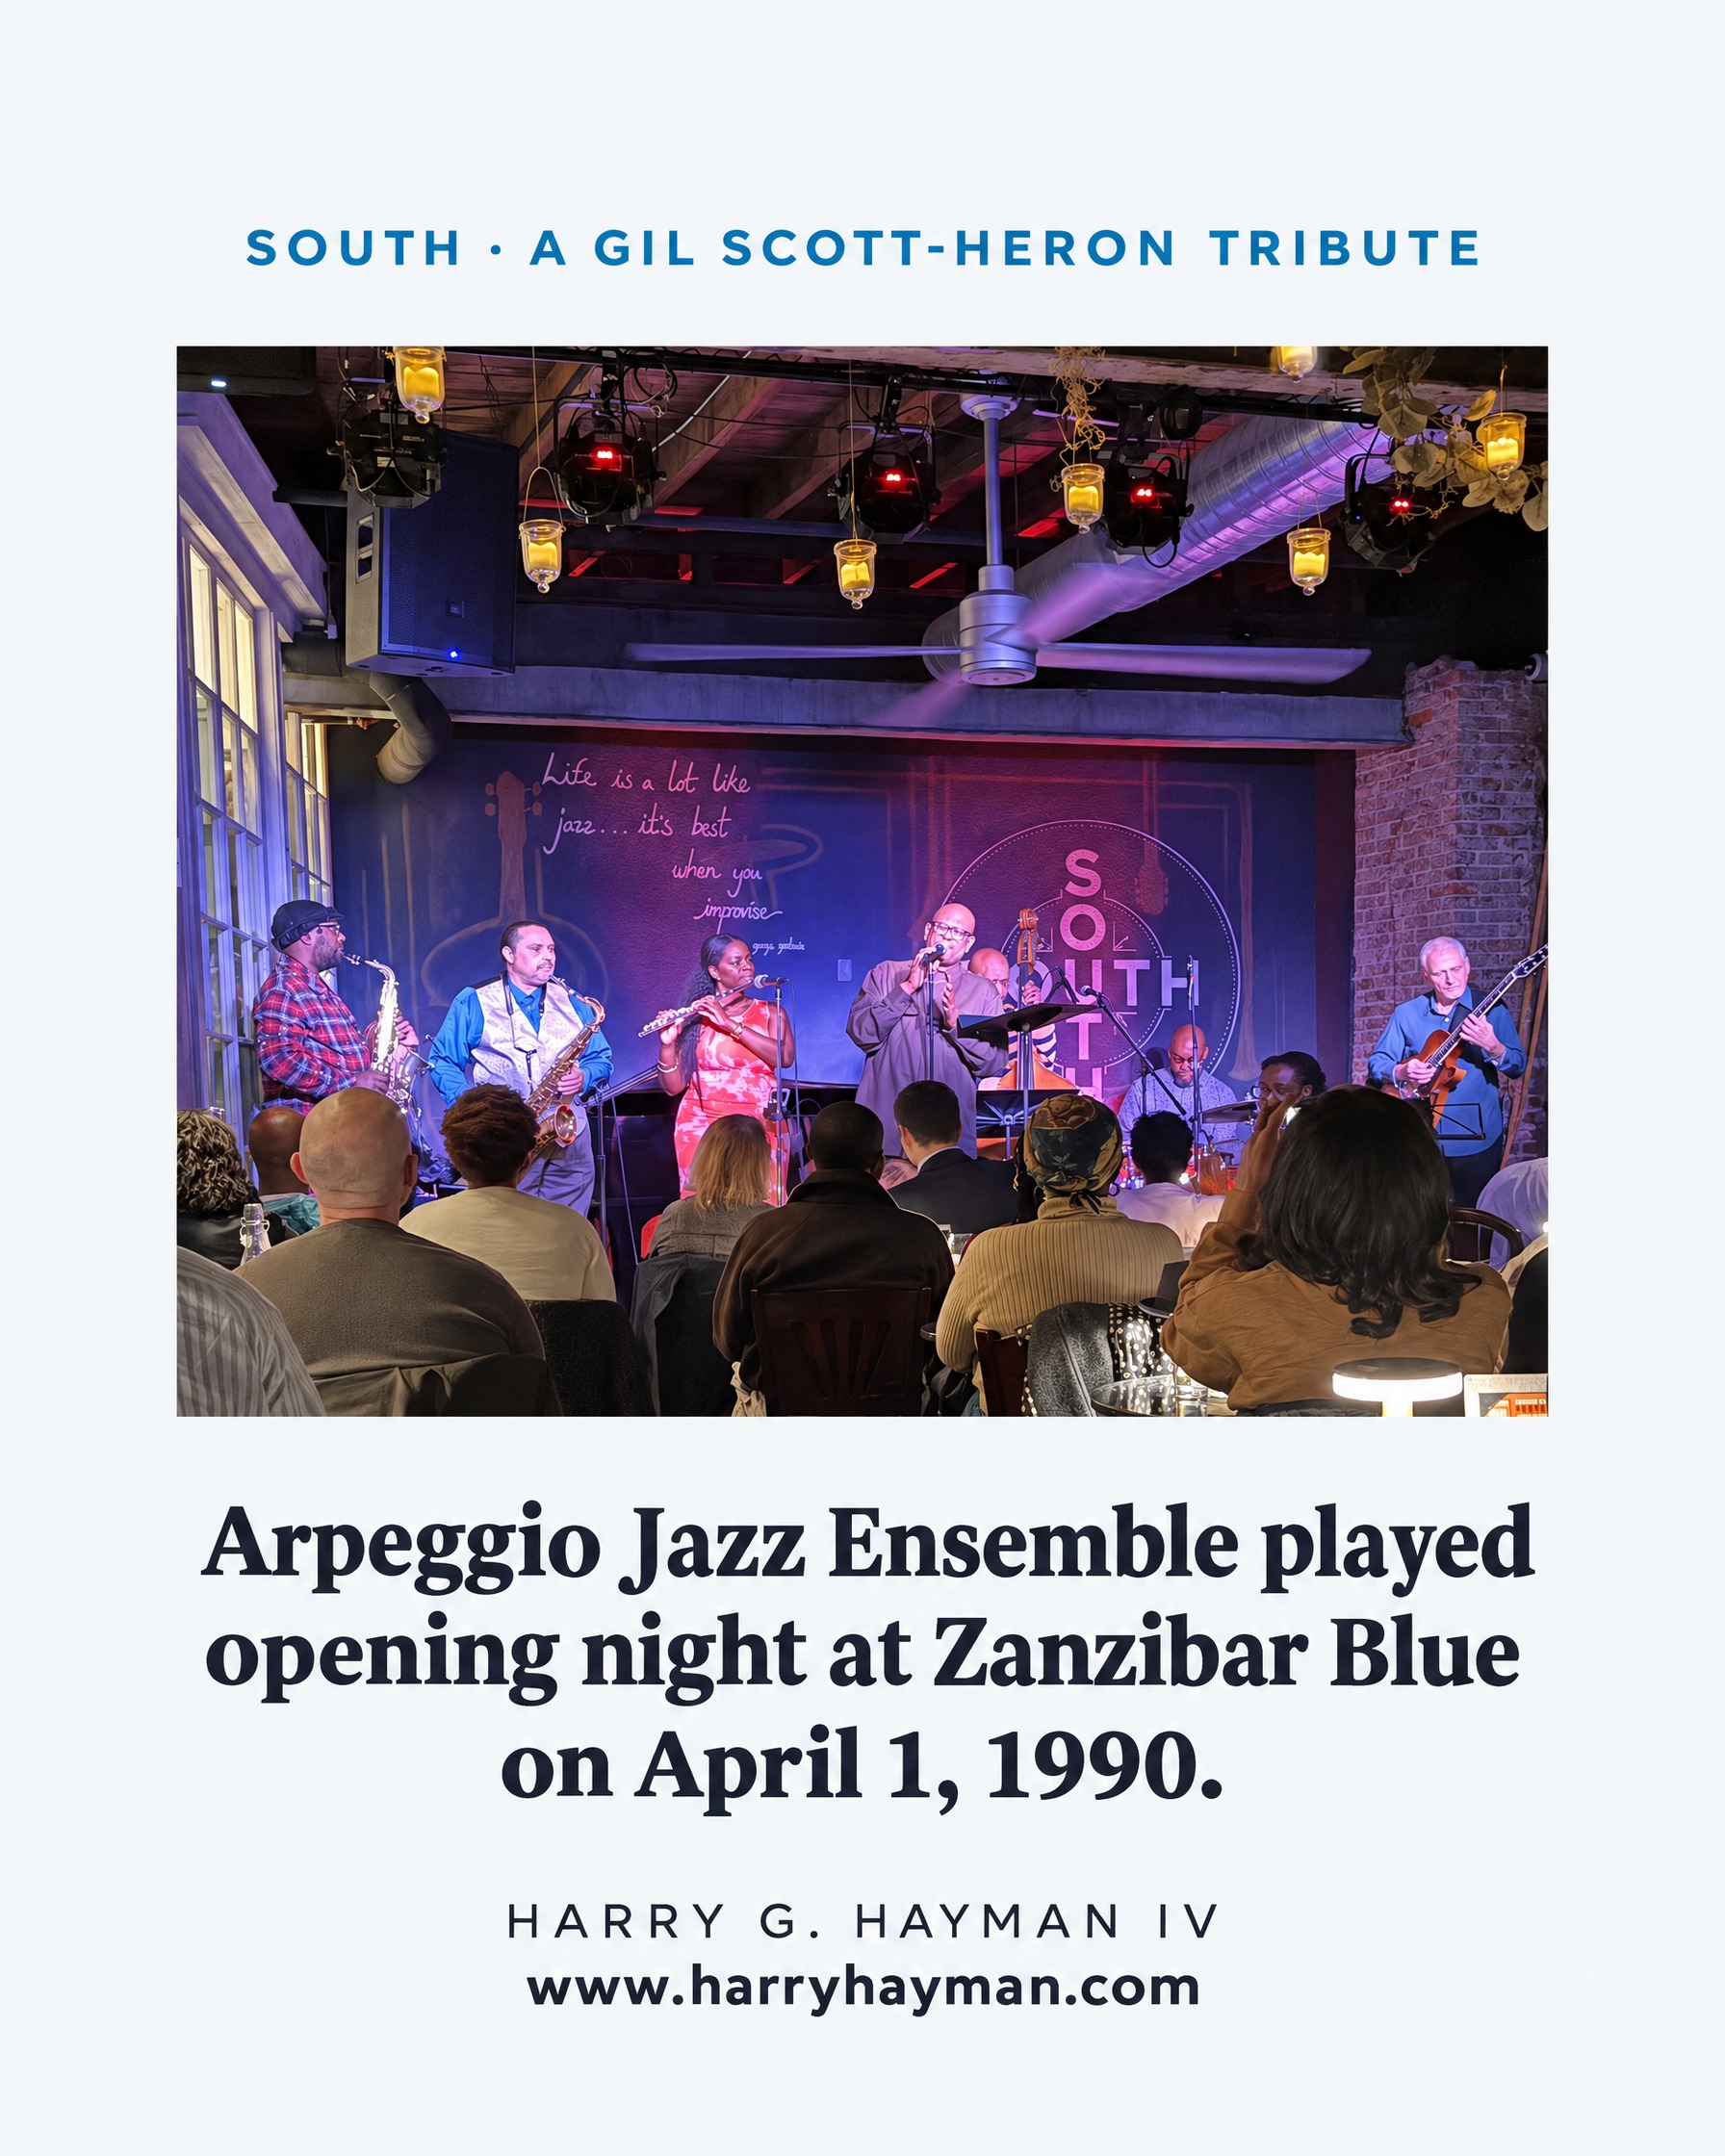 SOUTH · A GIL SCOTT-HERON TRIBUTE
Life is a lot like
jazz... it's best
when you
improvise
S
O
OUTH
T
H
Arpeggio Jazz Ensemble played
opening night at Zanzibar Blue
on April 1, 1990.
HARRY G. HAYMAN IV
www.harryhayman.com